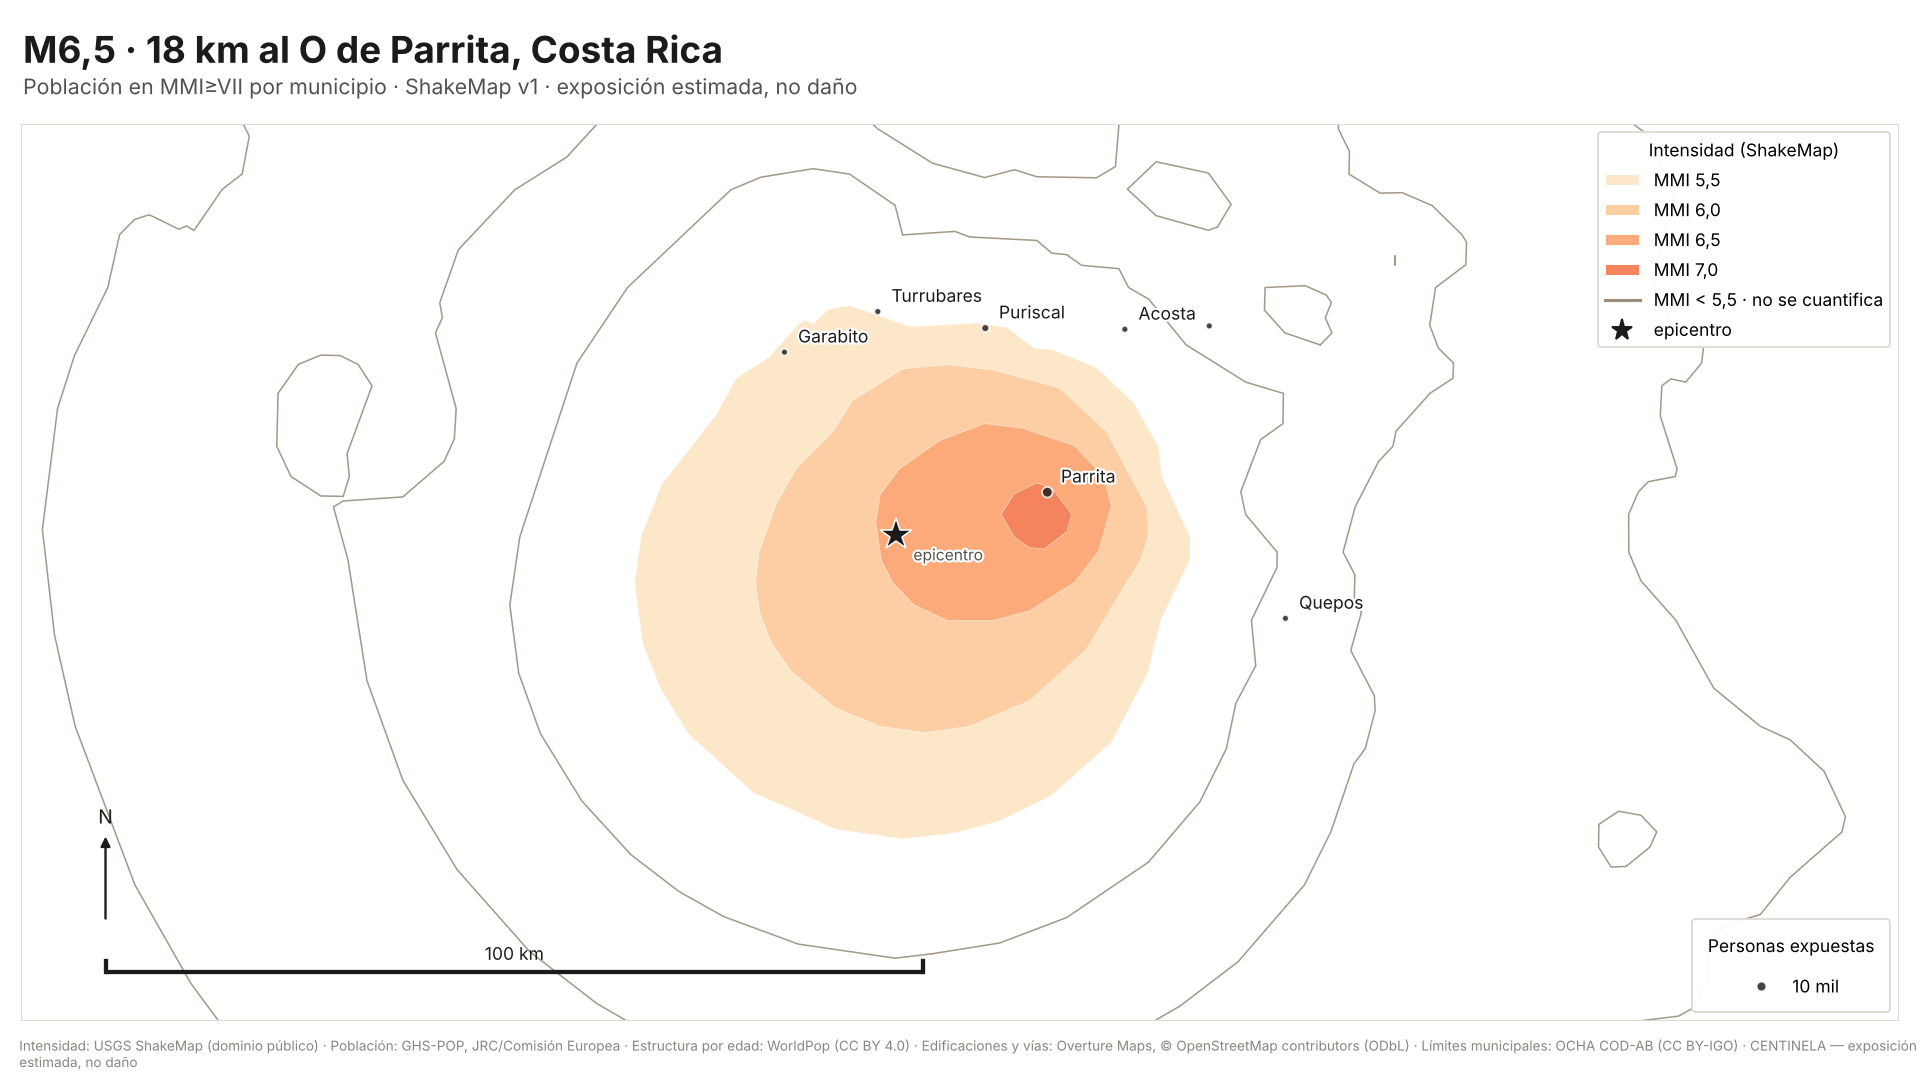 M6,5 · 18 km al O de Parrita, Costa Rica
Población en MMI≥VII por municipio · ShakeMap v1 · exposición estimada, no daño
Intensidad (ShakeMap)
MMI 5,5
MMI 6,0
MMI 6,5
MMI 7,0
MMI < 5,5 · no se cuantifica
epicentro
Turrubares
Puriscal
Acosta
Garabito
Parrita
epicentro
Quepos
N
100 km
Personas expuestas
10 mil
Intensidad: USGS ShakeMap (dominio público) · Población: GHS-POP, JRC/Comisión Europea · Estructura por edad: WorldPop (CC BY 4.0) · Edificaciones y vías: Overture Maps, © OpenStreetMap contributors (ODbL) · Límites municipales: OCHA COD-AB (CC BY-IGO) · CENTINELA — exposición
estimada, no daño